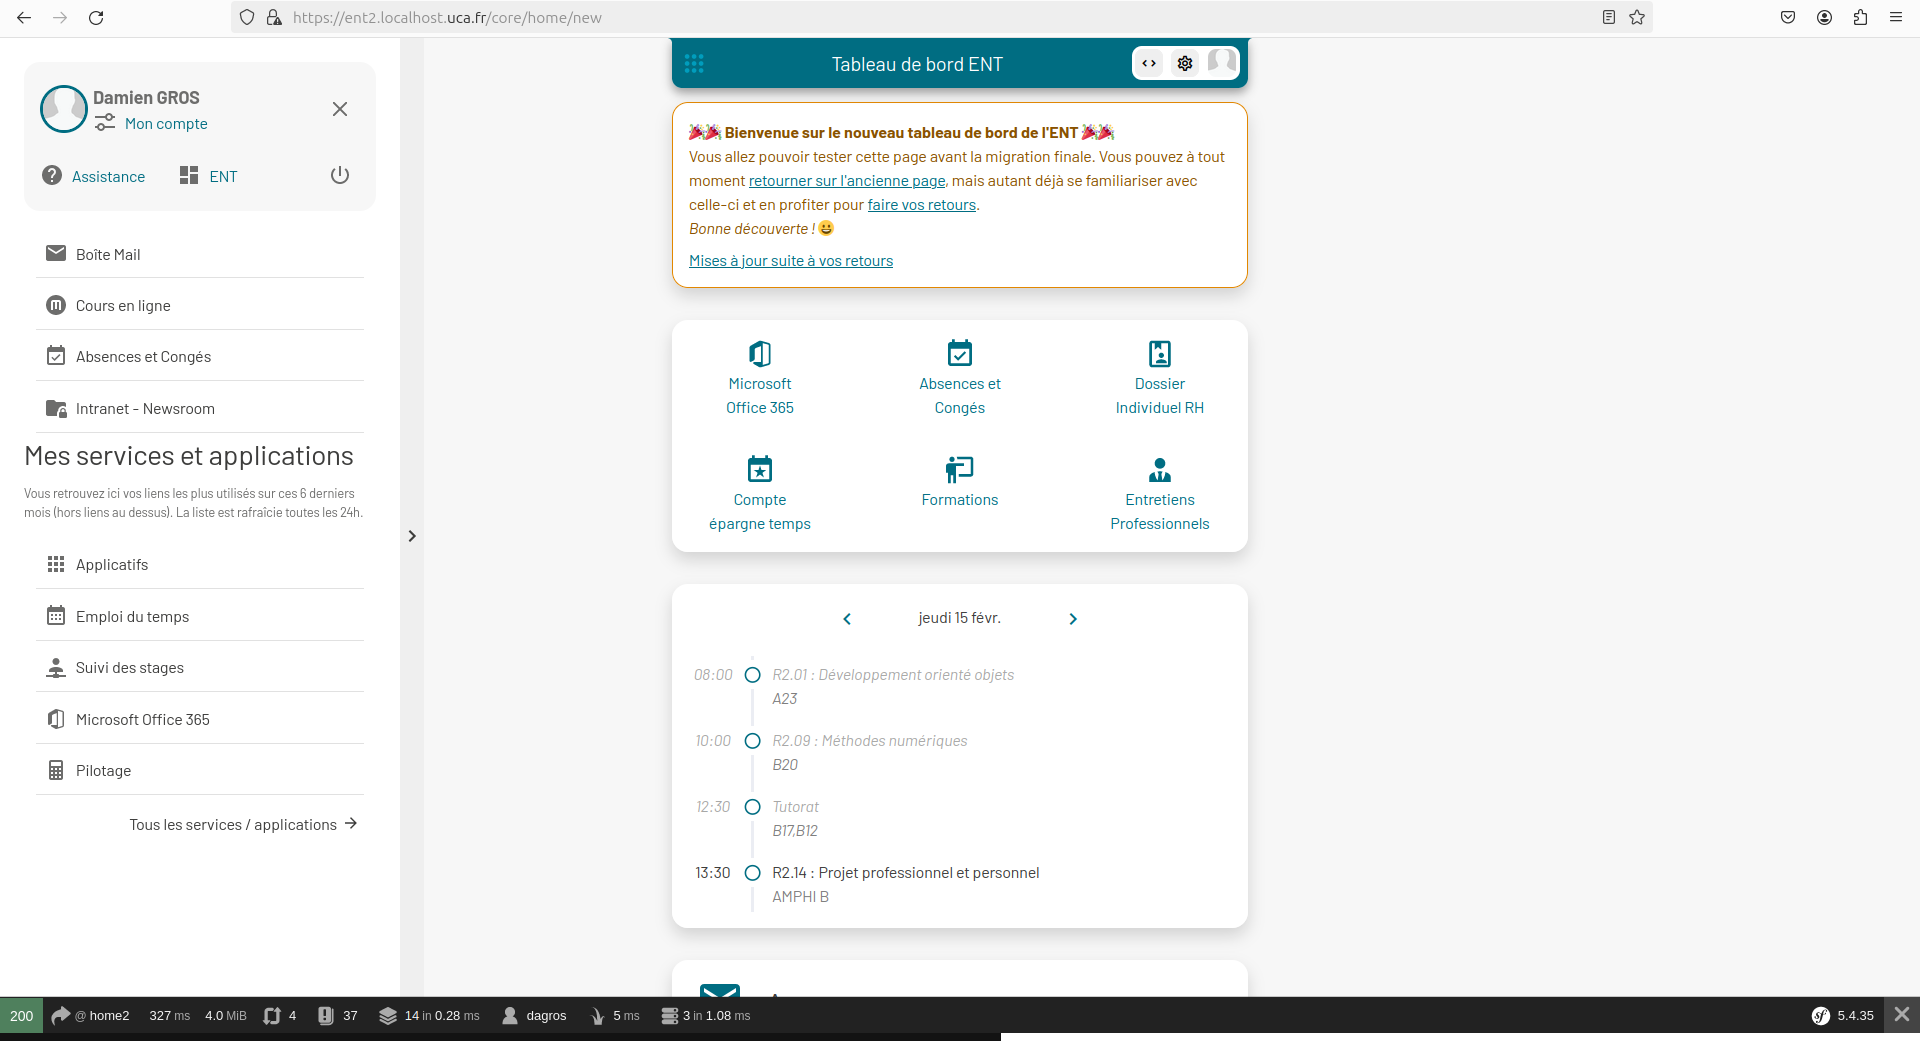 https://ent2.localhost.uca.fr/core/home/new
Damien GROS
Mon compte
Assistance
ENT
Boîte Mail
Cours en ligne
Absences et Congés
Intranet - Newsroom
Mes services et applications
Vous retrouvez ici vos liens les plus utilisés sur ces 6 derniers
mois (hors liens au dessus). La liste est rafraîcie toutes les 24h.
Applicatifs
Emploi du temps
Suivi des stages
Microsoft Office 365
Pilotage
Tous les services / applications
Tableau de bord ENT
🎉🎉 Bienvenue sur le nouveau tableau de bord de l'ENT 🎉🎉
Vous allez pouvoir tester cette page avant la migration finale. Vous pouvez à tout
moment retourner sur l'ancienne page, mais autant déjà se familiariser avec
celle-ci et en profiter pour faire vos retours.
Bonne découverte ! 😀
Mises à jour suite à vos retours
Microsoft
Office 365
Absences et
Congés
Dossier
Individuel RH
Compte
épargne temps
Formations
Entretiens
Professionnels
jeudi 15 févr.
08:00 R2.01 : Développement orienté objets
A23
10:00 R2.09 : Méthodes numériques
B20
12:30 Tutorat
B17,B12
13:30 R2.14 : Projet professionnel et personnel
AMPHI B
200 @ home2 327 ms 4.0 MiB 4 37 14 in 0.28 ms dagros 5 ms 3 in 1.08 ms sf 5.4.35